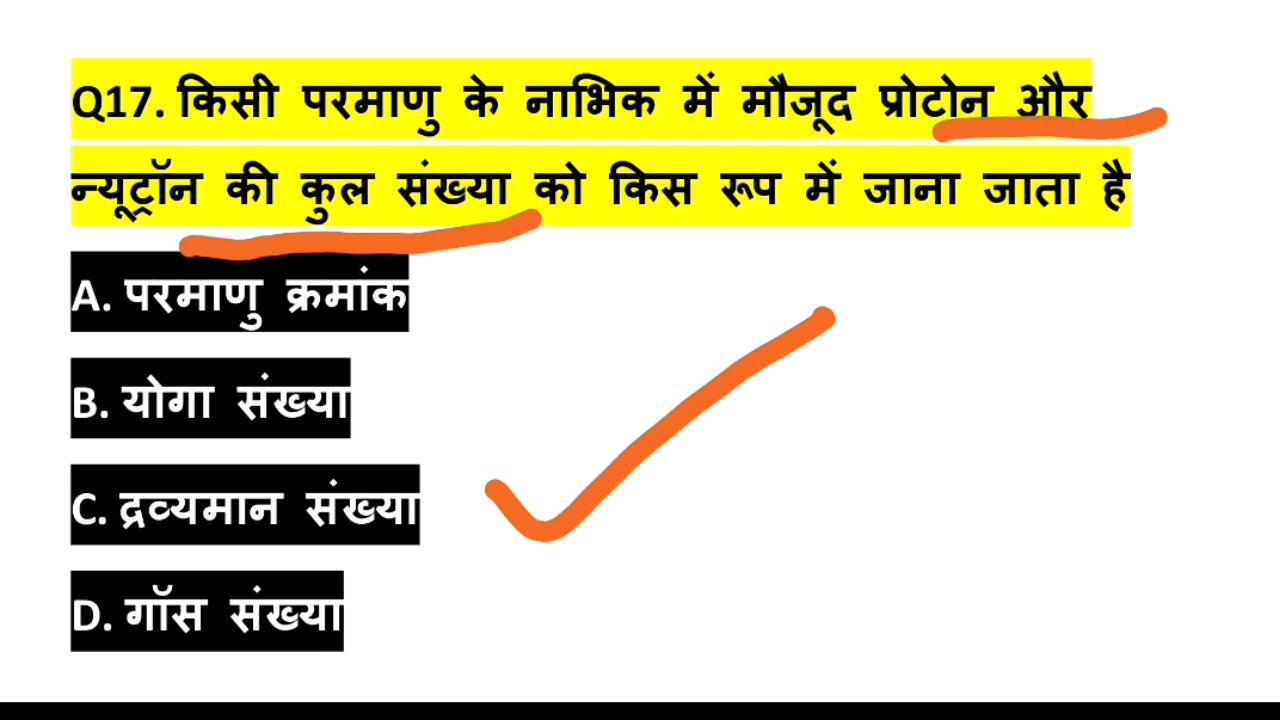 Q17. किसी परमाणु के नाभिक में मौजूद प्रोटोन और
न्यूट्रॉन की कुल संख्या को किस रूप में जाना जाता है
A. परमाणु क्रमांक
B. योगा संख्या
C. द्रव्यमान संख्या
D. गॉस संख्या